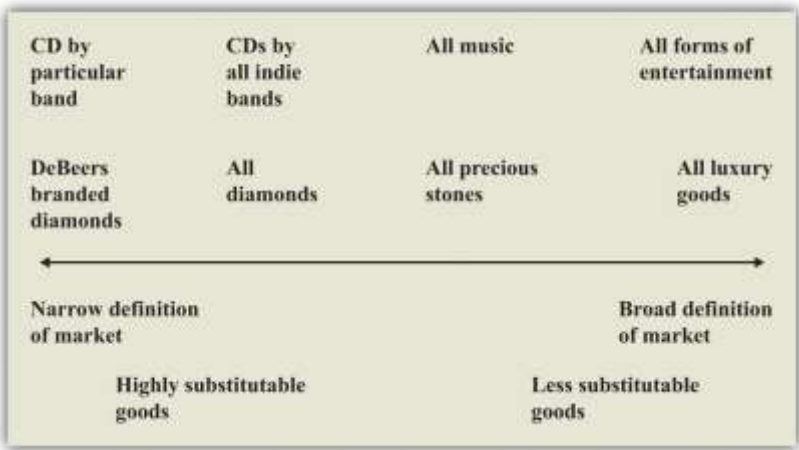 CD by
particular
band
CDs by
all indie
bands
All music
All forms of
entertainment
DeBeers
branded
diamonds
All
diamonds
All precious
stones
All luxury
goods
Narrow definition
of market
Broad definition
of market
Highly substitutable
goods
Less substitutable
goods